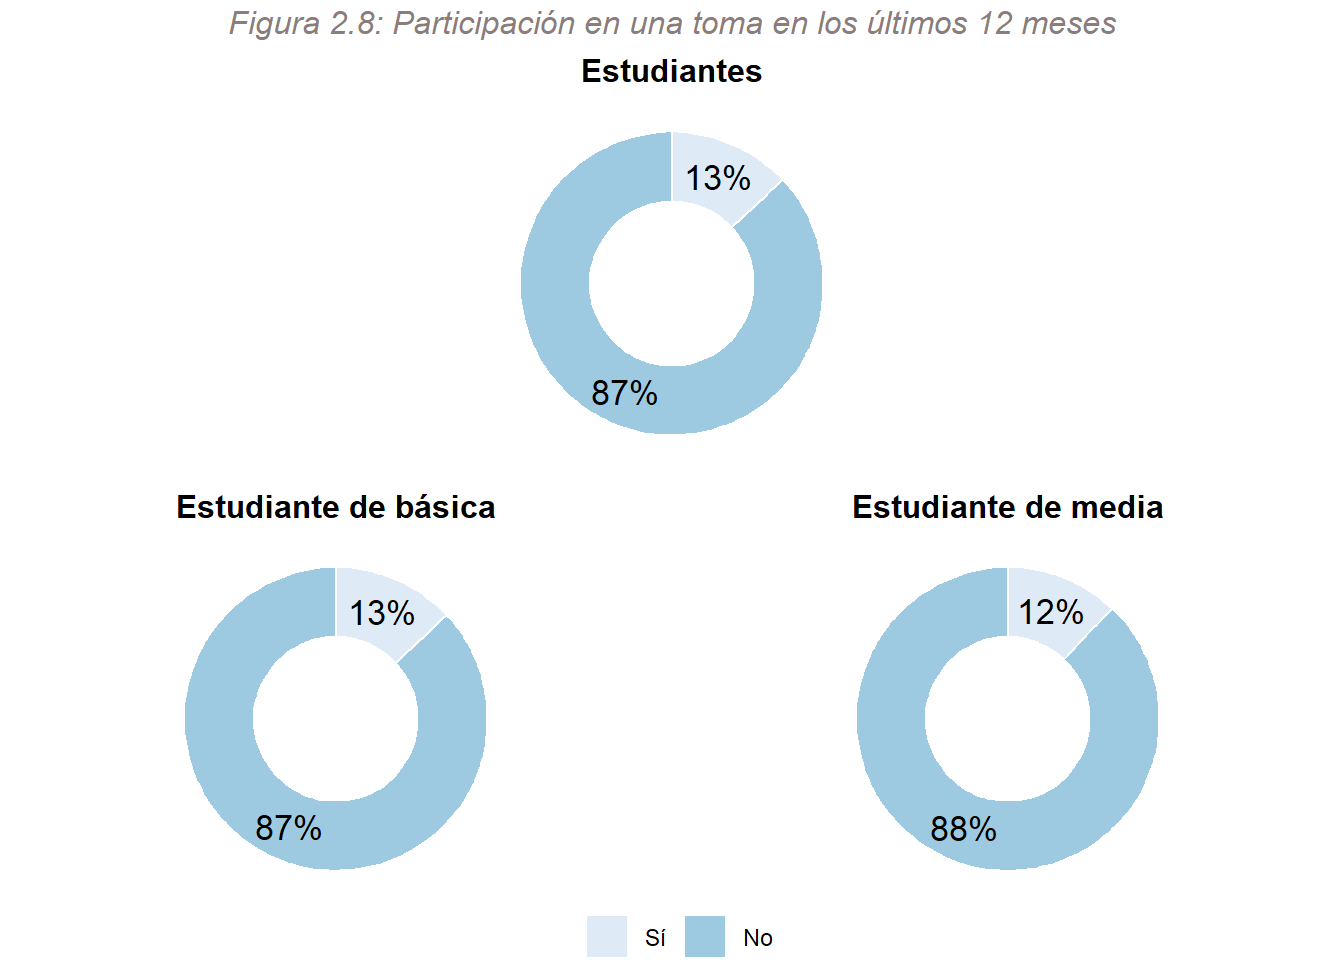 Figura 2.8: Participación en una toma en los últimos 12 meses
Estudiantes
13%
87%
Estudiante de básica
13%
87%
Estudiante de media
12%
88%
Sí No